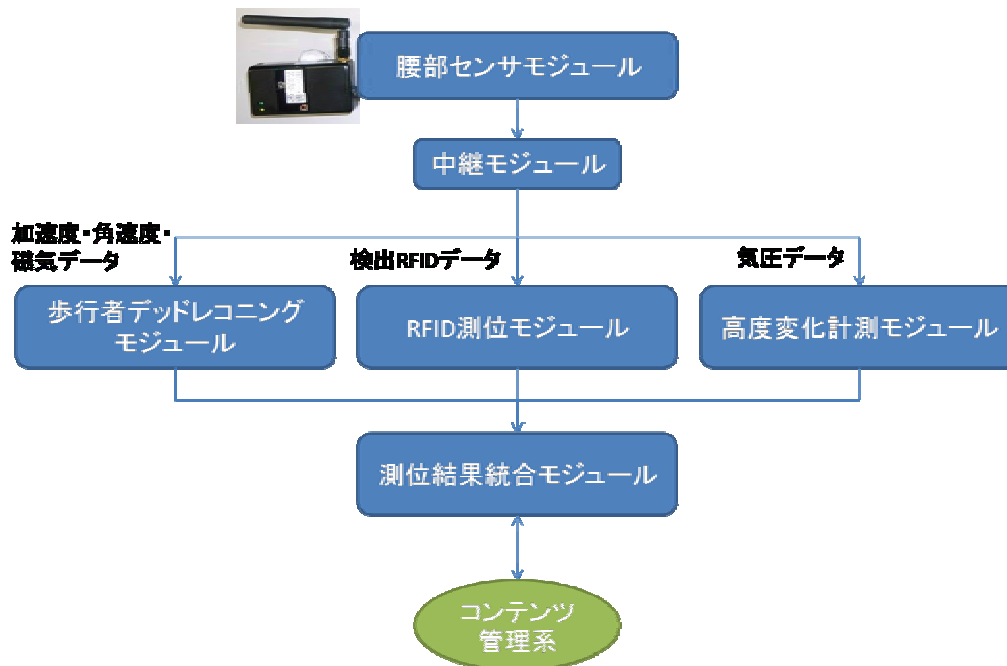 腰部センサモジュール
中継モジュール
加速度・角速度・
磁気データ
検出RFIDデータ
気圧データ
歩行者デッドレコニング
モジュール
RFID測位モジュール
高度変化計測モジュール
測位結果統合モジュール
コンテンツ
管理系